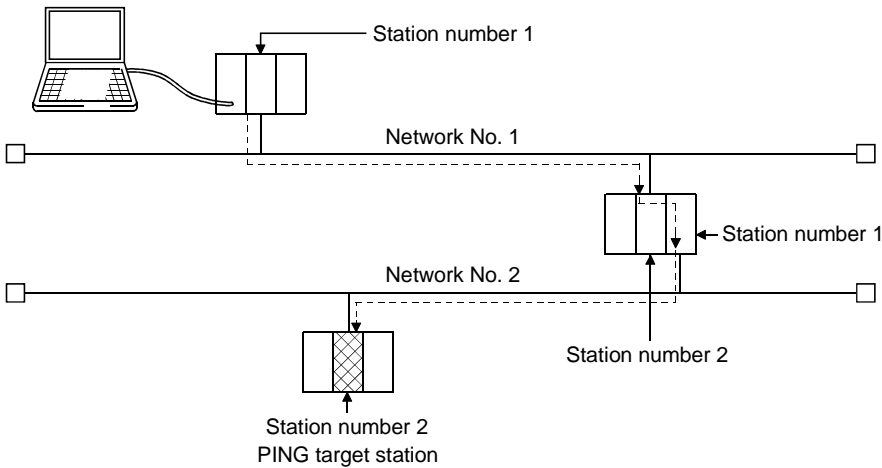 Station number 1
Network No. 1
Station number 1
Network No. 2
Station number 2
Station number 2
PING target station